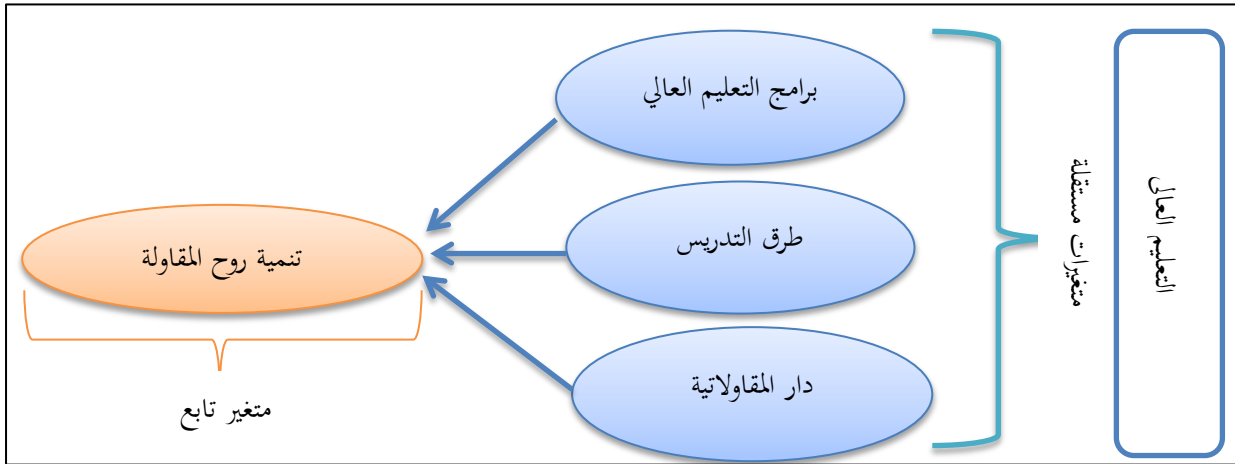 التعليم العالي
متغيرات مستقلة
برامج التعليم العالي
طرق التدريس
دار المقاولاتية
تنمية روح المقاولة
متغير تابع